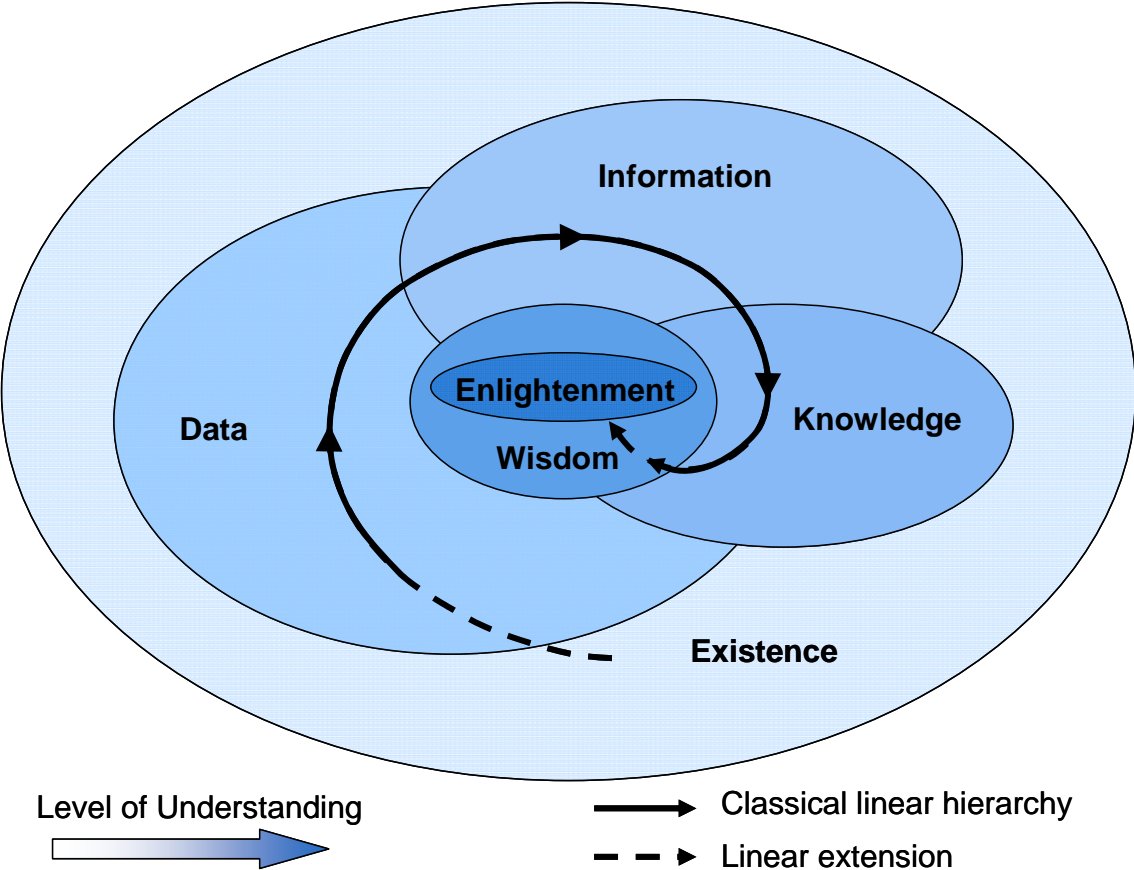 Information
Enlightenment
Data
Knowledge
Wisdom
Existence
Level of Understanding
Classical linear hierarchy
Linear extension